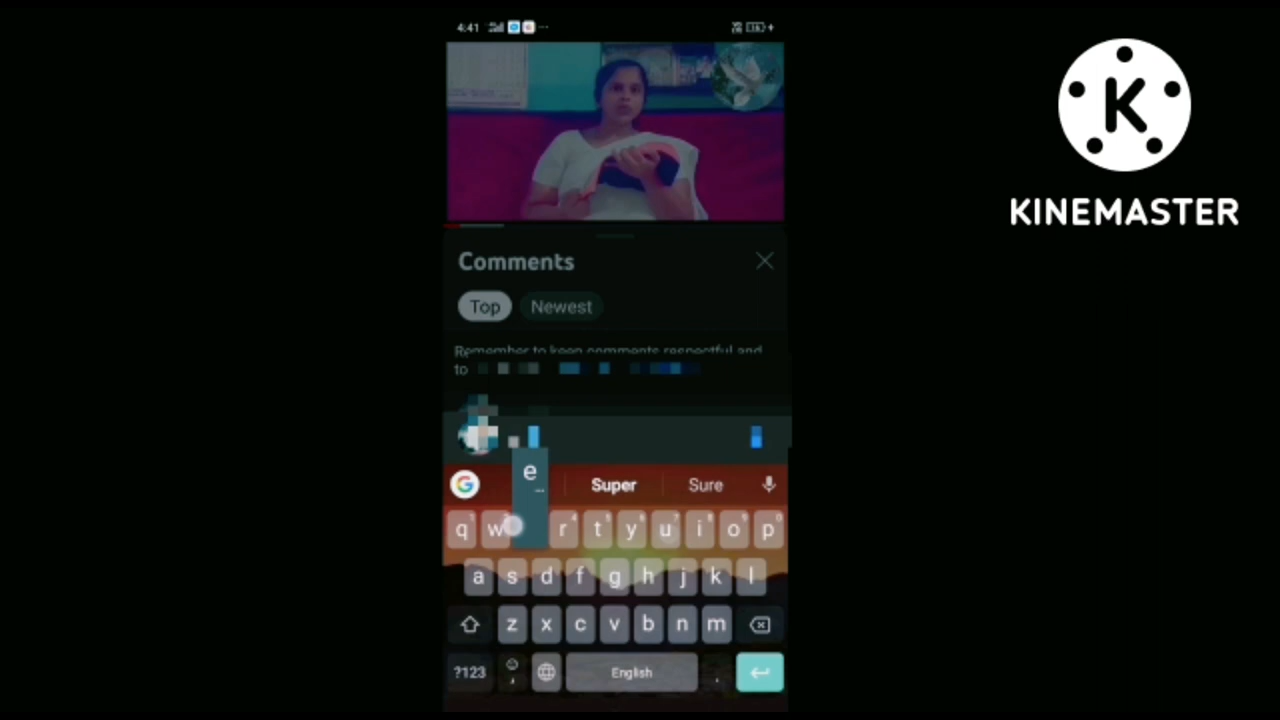 4:41
KINEMASTER
Comments
Top Newest
Remember to keep comments respectful and
to
e
Super Sure
q w r t y u i o p
a s d f g h j k l
z x c v b n m
?123 , English .